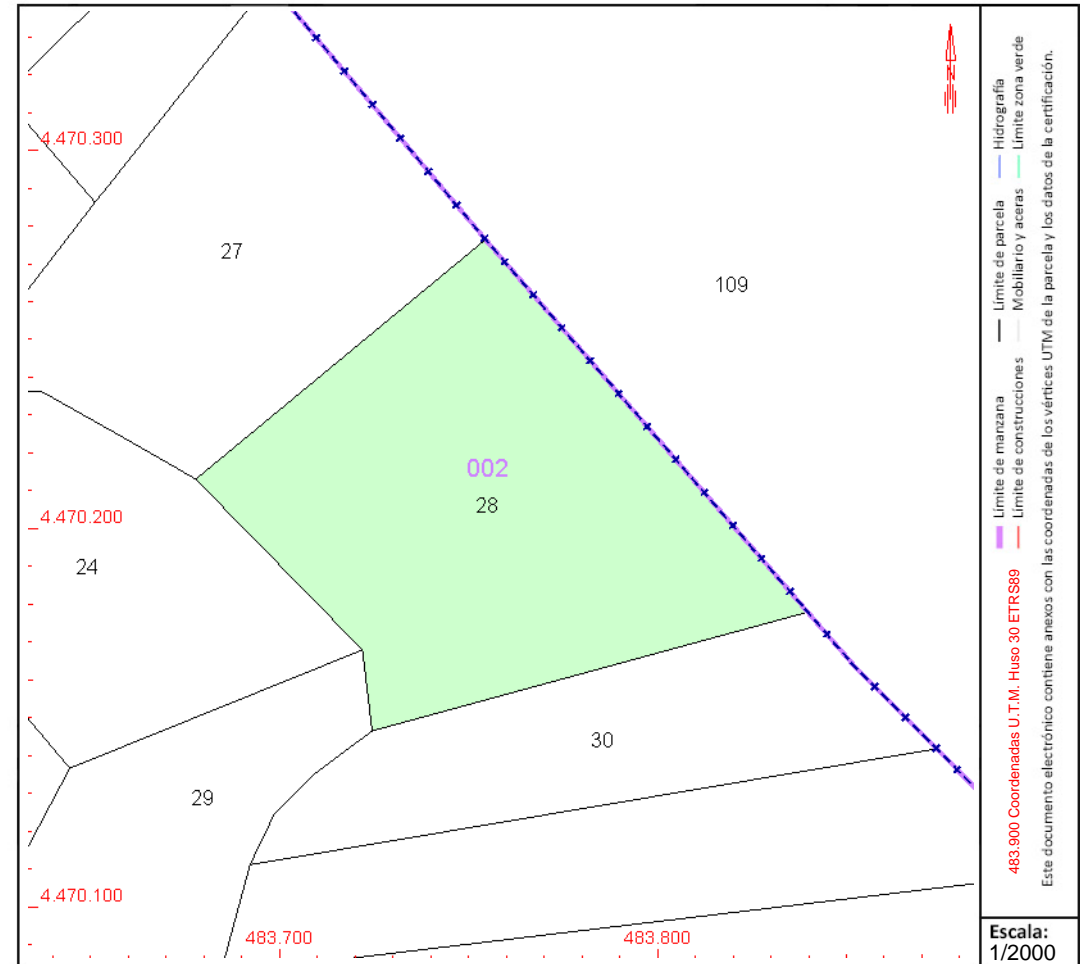 4.470.300
27
109
002
28
4.470.200
24
30
29
4.470.100
483.700
483.800
N
Límite de manzana
Límite de parcela
Hidrografía
Límite de construcciones
Mobiliario y aceras
Límite zona verde
483.900 Coordenadas U.T.M. Huso 30 ETRS89
Este documento electrónico contiene anexos con las coordenadas de los vértices UTM de la parcela y los datos de la certificación.
Escala:
1/2000